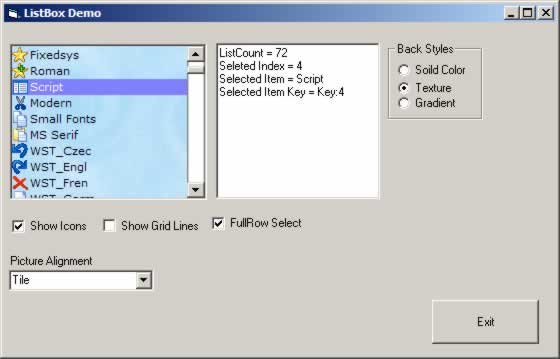 ListBox Demo
Fixedsys
Roman
Script
Modern
Small Fonts
MS Serif
WST_Czec
WST_Engl
WST_Fren
ListCount = 72
Seleted Index = 4
Selected Item = Script
Selected Item Key = Key:4
Back Styles
Soild Color
Texture
Gradient
Show Icons
Show Grid Lines
FullRow Select
Picture Alignment
Tile
Exit